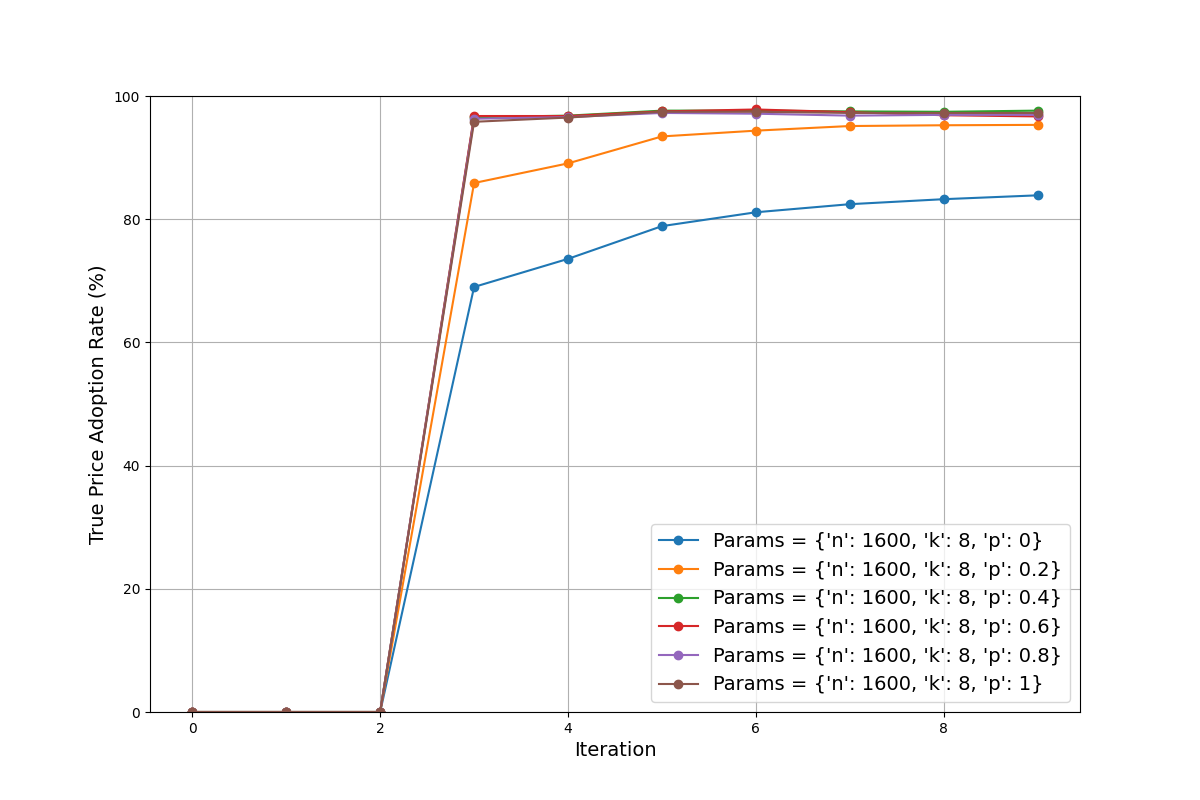 100
80
60
40
20
0
True Price Adoption Rate (%)
Params = {'n': 1600, 'k': 8, 'p': 0}
Params = {'n': 1600, 'k': 8, 'p': 0.2}
Params = {'n': 1600, 'k': 8, 'p': 0.4}
Params = {'n': 1600, 'k': 8, 'p': 0.6}
Params = {'n': 1600, 'k': 8, 'p': 0.8}
Params = {'n': 1600, 'k': 8, 'p': 1}
0 2 4 6 8
Iteration